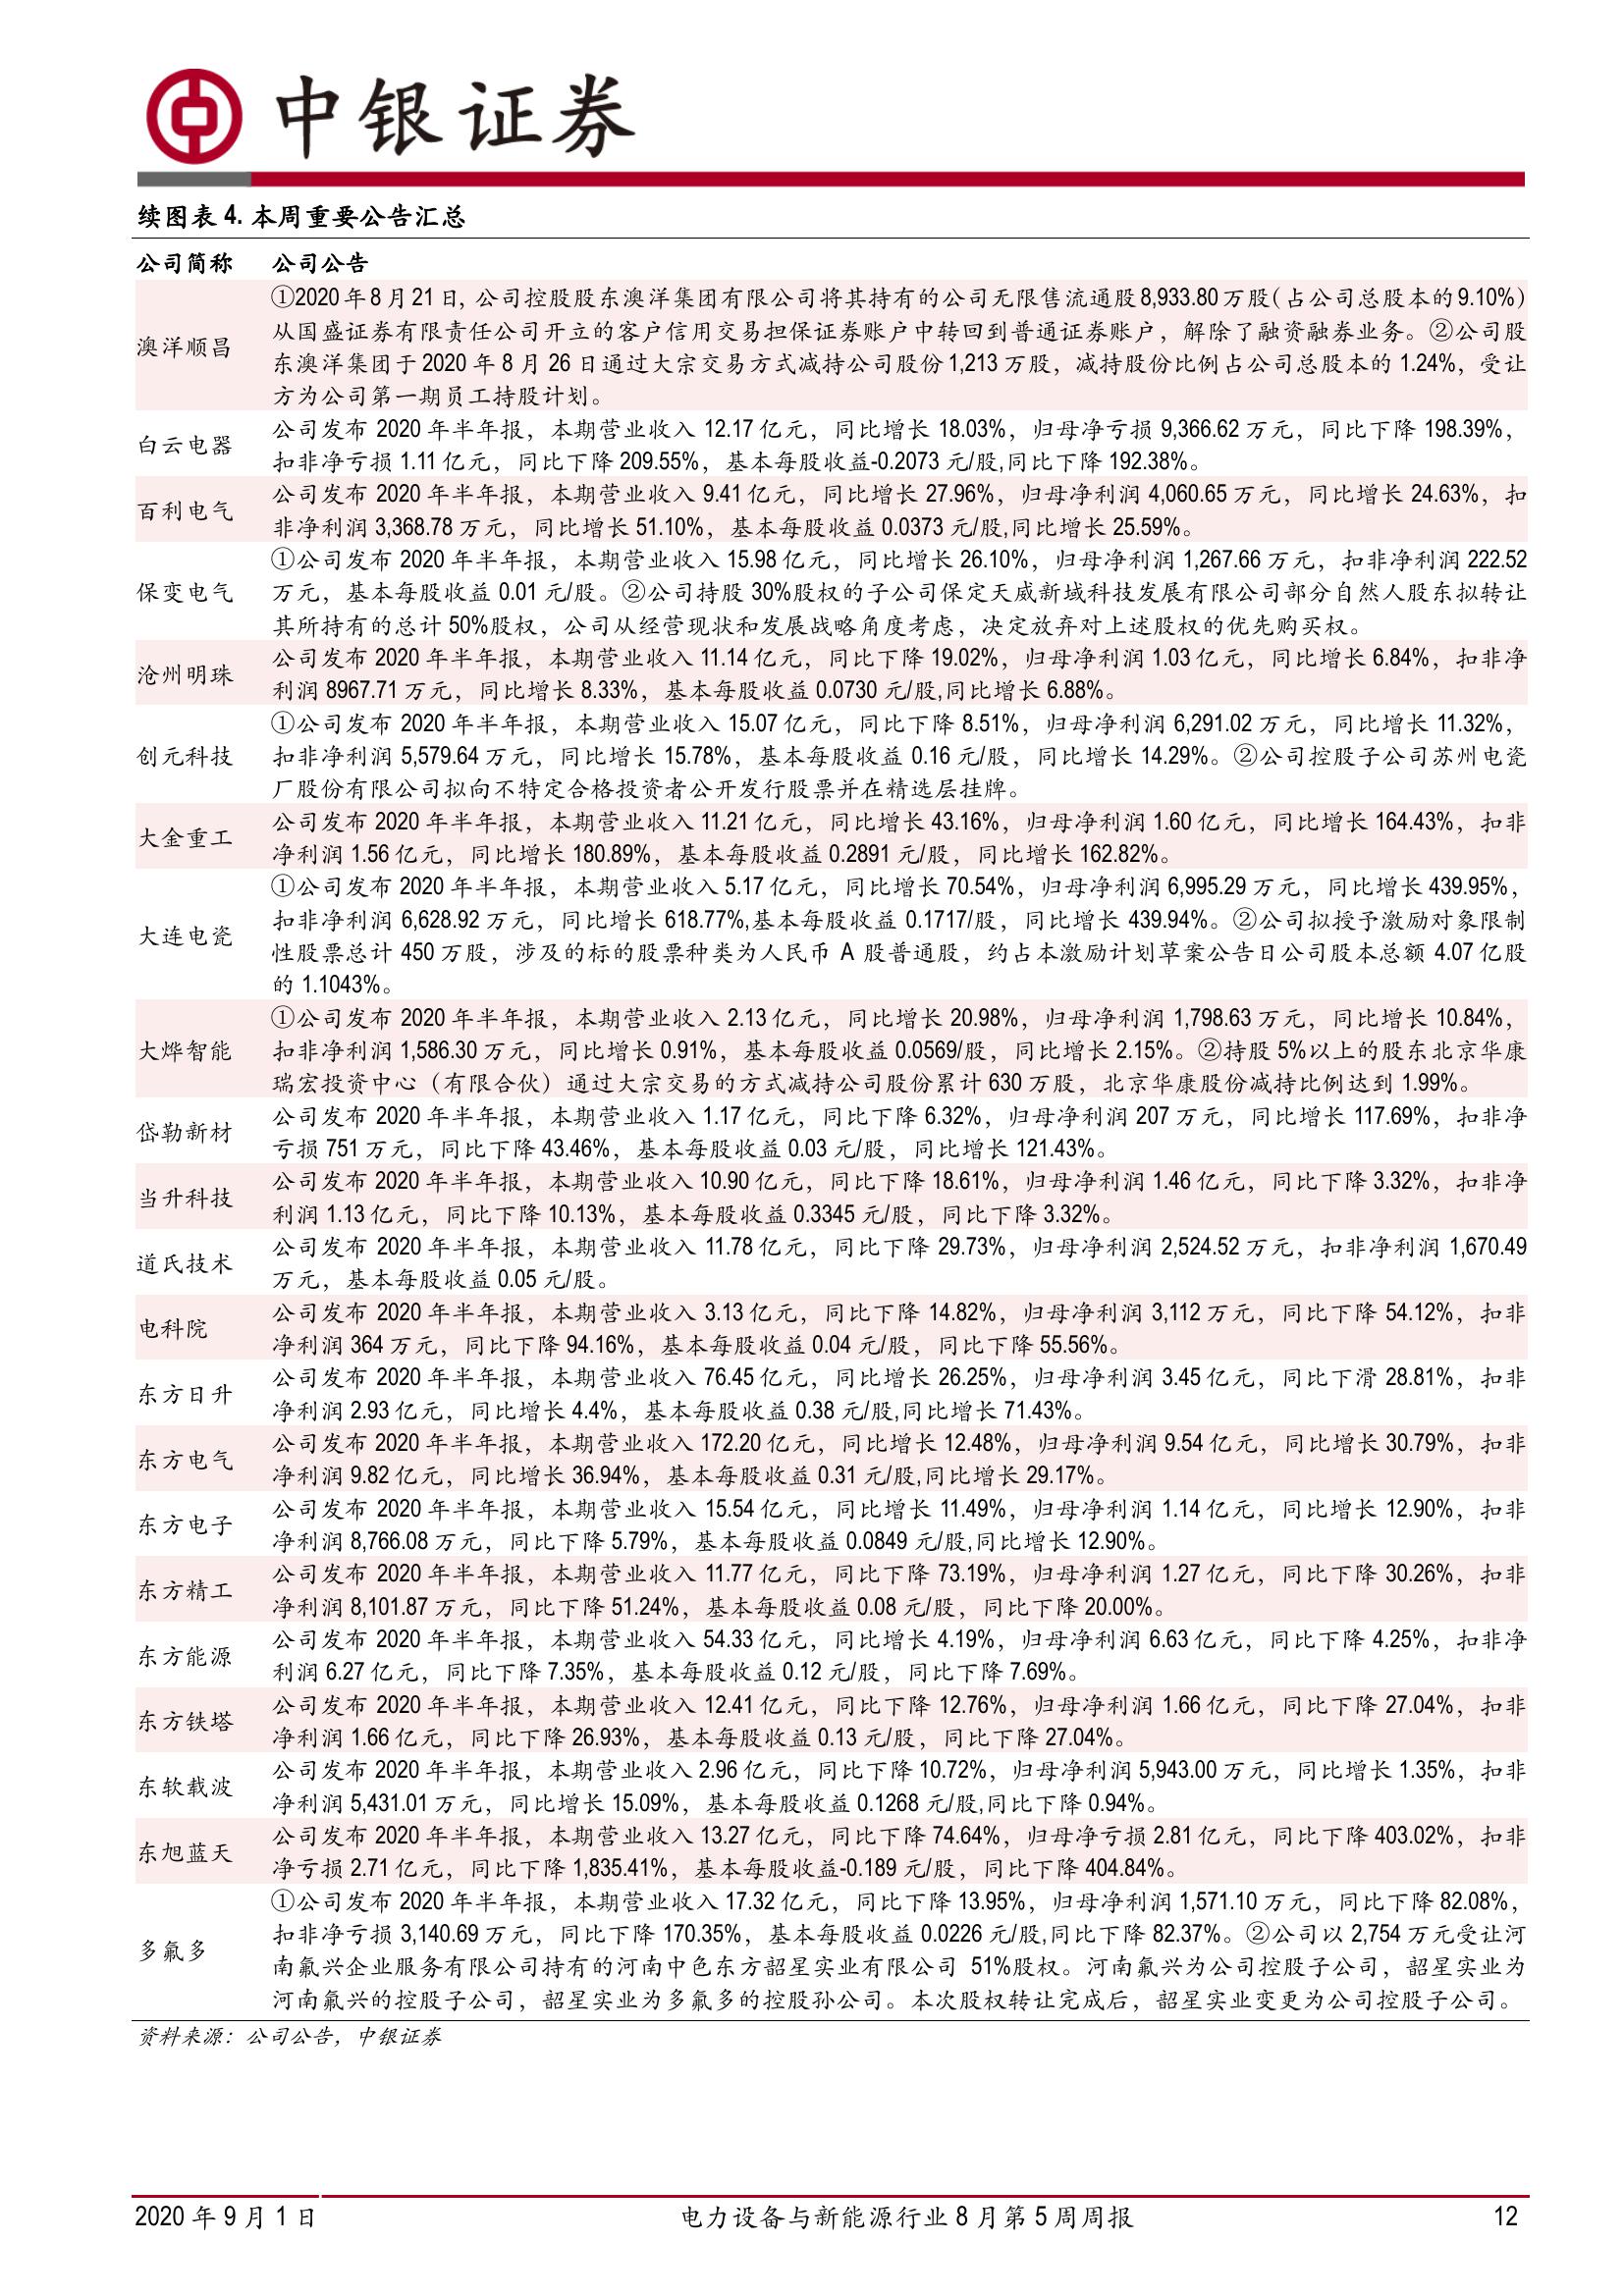 中银证券
续图表 4. 本周重要公告汇总
公司简称 公司公告
澳洋顺昌
①2020年8月21日, 公司控股股东澳洋集团有限公司将其持有的公司无限售流通股8,933.80万股(占公司总股本的9.10%)
从国盛证券有限责任公司开立的客户信用交易担保证券账户中转回到普通证券账户，解除了融资融券业务。②公司股
东澳洋集团于 2020 年 8 月 26 日通过大宗交易方式减持公司股份 1,213 万股，减持股份比例占公司总股本的 1.24%，受让
方为公司第一期员工持股计划。
白云电器
公司发布 2020 年半年报，本期营业收入 12.17 亿元，同比增长 18.03%，归母净亏损 9,366.62 万元，同比下降 198.39%，
扣非净亏损 1.11 亿元，同比下降 209.55%，基本每股收益-0.2073 元/股,同比下降 192.38%。
百利电气
公司发布 2020 年半年报，本期营业收入 9.41 亿元，同比增长 27.96%，归母净利润 4,060.65 万元，同比增长 24.63%，扣
非净利润 3,368.78 万元，同比增长 51.10%，基本每股收益 0.0373 元/股,同比增长 25.59%。
保变电气
①公司发布 2020 年半年报，本期营业收入 15.98 亿元，同比增长 26.10%，归母净利润 1,267.66 万元，扣非净利润 222.52
万元，基本每股收益 0.01 元/股。②公司持股 30%股权的子公司保定天威新域科技发展有限公司部分自然人股东拟转让
其所持有的总计 50%股权，公司从经营现状和发展战略角度考虑，决定放弃对上述股权的优先购买权。
沧州明珠
公司发布 2020 年半年报，本期营业收入 11.14 亿元，同比下降 19.02%，归母净利润 1.03 亿元，同比增长 6.84%，扣非净
利润 8967.71 万元，同比增长 8.33%，基本每股收益 0.0730 元/股,同比增长 6.88%。
创元科技
①公司发布 2020 年半年报，本期营业收入 15.07 亿元，同比下降 8.51%，归母净利润 6,291.02 万元，同比增长 11.32%，
扣非净利润 5,579.64 万元，同比增长 15.78%，基本每股收益 0.16 元/股，同比增长 14.29%。②公司控股子公司苏州电瓷
厂股份有限公司拟向不特定合格投资者公开发行股票并在精选层挂牌。
大金重工
公司发布 2020 年半年报，本期营业收入 11.21 亿元，同比增长 43.16%，归母净利润 1.60 亿元，同比增长 164.43%，扣非
净利润 1.56 亿元，同比增长 180.89%，基本每股收益 0.2891 元/股，同比增长 162.82%。
大连电瓷
①公司发布 2020 年半年报，本期营业收入 5.17 亿元，同比增长 70.54%，归母净利润 6,995.29 万元，同比增长 439.95%，
扣非净利润 6,628.92 万元，同比增长 618.77%,基本每股收益 0.1717/股，同比增长 439.94%。②公司拟授予激励对象限制
性股票总计 450 万股，涉及的标的股票种类为人民币 A 股普通股，约占本激励计划草案公告日公司股本总额 4.07 亿股
的 1.1043%。
大烨智能
①公司发布 2020 年半年报，本期营业收入 2.13 亿元，同比增长 20.98%，归母净利润 1,798.63 万元，同比增长 10.84%，
扣非净利润 1,586.30 万元，同比增长 0.91%，基本每股收益 0.0569/股，同比增长 2.15%。②持股 5%以上的股东北京华康
瑞宏投资中心（有限合伙）通过大宗交易的方式减持公司股份累计 630 万股，北京华康股份减持比例达到 1.99%。
岱勒新材
公司发布 2020 年半年报，本期营业收入 1.17 亿元，同比下降 6.32%，归母净利润 207 万元，同比增长 117.69%，扣非净
亏损 751 万元，同比下降 43.46%，基本每股收益 0.03 元/股，同比增长 121.43%。
当升科技
公司发布 2020 年半年报，本期营业收入 10.90 亿元，同比下降 18.61%，归母净利润 1.46 亿元，同比下降 3.32%，扣非净
利润 1.13 亿元，同比下降 10.13%，基本每股收益 0.3345 元/股，同比下降 3.32%。
道氏技术
公司发布 2020 年半年报，本期营业收入 11.78 亿元，同比下降 29.73%，归母净利润 2,524.52 万元，扣非净利润 1,670.49
万元，基本每股收益 0.05 元/股。
电科院
公司发布 2020 年半年报，本期营业收入 3.13 亿元，同比下降 14.82%，归母净利润 3,112 万元，同比下降 54.12%，扣非
净利润 364 万元，同比下降 94.16%，基本每股收益 0.04 元/股，同比下降 55.56%。
东方日升
公司发布 2020 年半年报，本期营业收入 76.45 亿元，同比增长 26.25%，归母净利润 3.45 亿元，同比下滑 28.81%，扣非
净利润 2.93 亿元，同比增长 4.4%，基本每股收益 0.38 元/股,同比增长 71.43%。
东方电气
公司发布 2020 年半年报，本期营业收入 172.20 亿元，同比增长 12.48%，归母净利润 9.54 亿元，同比增长 30.79%，扣非
净利润 9.82 亿元，同比增长 36.94%，基本每股收益 0.31 元/股,同比增长 29.17%。
东方电子
公司发布 2020 年半年报，本期营业收入 15.54 亿元，同比增长 11.49%，归母净利润 1.14 亿元，同比增长 12.90%，扣非
净利润 8,766.08 万元，同比下降 5.79%，基本每股收益 0.0849 元/股,同比增长 12.90%。
东方精工
公司发布 2020 年半年报，本期营业收入 11.77 亿元，同比下降 73.19%，归母净利润 1.27 亿元，同比下降 30.26%，扣非
净利润 8,101.87 万元，同比下降 51.24%，基本每股收益 0.08 元/股，同比下降 20.00%。
东方能源
公司发布 2020 年半年报，本期营业收入 54.33 亿元，同比增长 4.19%，归母净利润 6.63 亿元，同比下降 4.25%，扣非净
利润 6.27 亿元，同比下降 7.35%，基本每股收益 0.12 元/股，同比下降 7.69%。
东方铁塔
公司发布 2020 年半年报，本期营业收入 12.41 亿元，同比下降 12.76%，归母净利润 1.66 亿元，同比下降 27.04%，扣非
净利润 1.66 亿元，同比下降 26.93%，基本每股收益 0.13 元/股，同比下降 27.04%。
东软载波
公司发布 2020 年半年报，本期营业收入 2.96 亿元，同比下降 10.72%，归母净利润 5,943.00 万元，同比增长 1.35%，扣非
净利润 5,431.01 万元，同比增长 15.09%，基本每股收益 0.1268 元/股,同比下降 0.94%。
东旭蓝天
公司发布 2020 年半年报，本期营业收入 13.27 亿元，同比下降 74.64%，归母净亏损 2.81 亿元，同比下降 403.02%，扣非
净亏损 2.71 亿元，同比下降 1,835.41%，基本每股收益-0.189 元/股，同比下降 404.84%。
多氟多
①公司发布 2020 年半年报，本期营业收入 17.32 亿元，同比下降 13.95%，归母净利润 1,571.10 万元，同比下降 82.08%，
扣非净亏损 3,140.69 万元，同比下降 170.35%，基本每股收益 0.0226 元/股,同比下降 82.37%。②公司以 2,754 万元受让河
南氟兴企业服务有限公司持有的河南中色东方韶星实业有限公司 51%股权。河南氟兴为公司控股子公司，韶星实业为
河南氟兴的控股子公司，韶星实业为多氟多的控股孙公司。本次股权转让完成后，韶星实业变更为公司控股子公司。
资料来源：公司公告，中银证券
2020 年 9 月 1 日 电力设备与新能源行业 8 月第 5 周周报 12